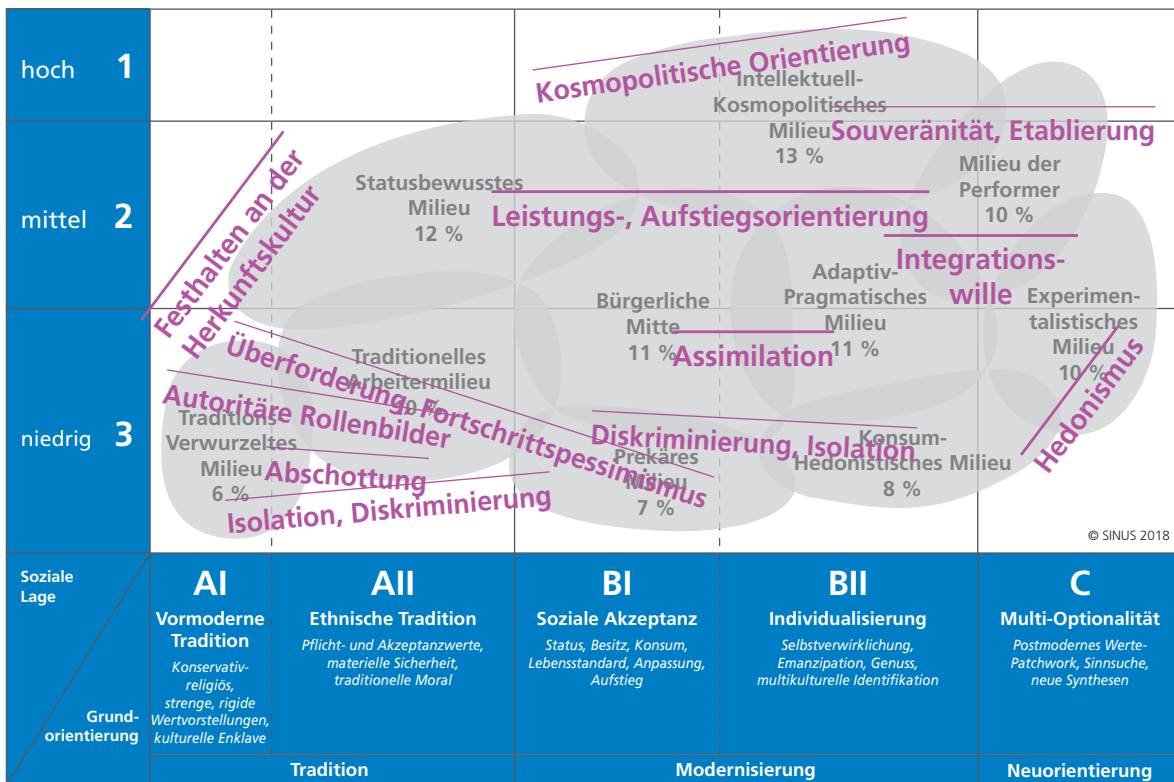 hoch 1
mittel 2
niedrig 3
Kosmopolitische Orientierung
Intellektuell-
Kosmopolitisches
Milieu
13 %
Souveränität, Etablierung
Milieu der
Performer
10 %
Festhalten an der
Herkunftskultur
Statusbewusstes
Milieu
12 %
Leistungs-, Aufstiegsorientierung
Integrations-
wille
Adaptiv-
Pragmatisches
Milieu
11 %
Bürgerliche
Mitte
11 %
Assimilation
Experimen-
talistisches
Milieu
10 %
Hedonismus
Überforderung, Fortschrittspessimismus
Traditionelles
Arbeitermilieu
10 %
Autoritäre Rollenbilder
Traditions-
Verwurzeltes
Milieu
6 %
Abschottung
Isolation, Diskriminierung
Diskriminierung, Isolation
Prekäres
Milieu
7 %
Konsum-
Hedonistisches Milieu
8 %
© SINUS 2018
Soziale
Lage
Grund-
orientierung
AI
Vormoderne
Tradition
Konservativ-
religiös,
strenge, rigide
Wertvorstellungen,
kulturelle Enklave
AII
Ethnische Tradition
Pflicht- und Akzeptanzwerte,
materielle Sicherheit,
traditionelle Moral
BI
Soziale Akzeptanz
Status, Besitz, Konsum,
Lebensstandard, Anpassung,
Aufstieg
BII
Individualisierung
Selbstverwirklichung,
Emanzipation, Genuss,
multikulturelle Identifikation
C
Multi-Optionalität
Postmodernes Werte-
Patchwork, Sinnsuche,
neue Synthesen
Tradition
Modernisierung
Neuorientierung